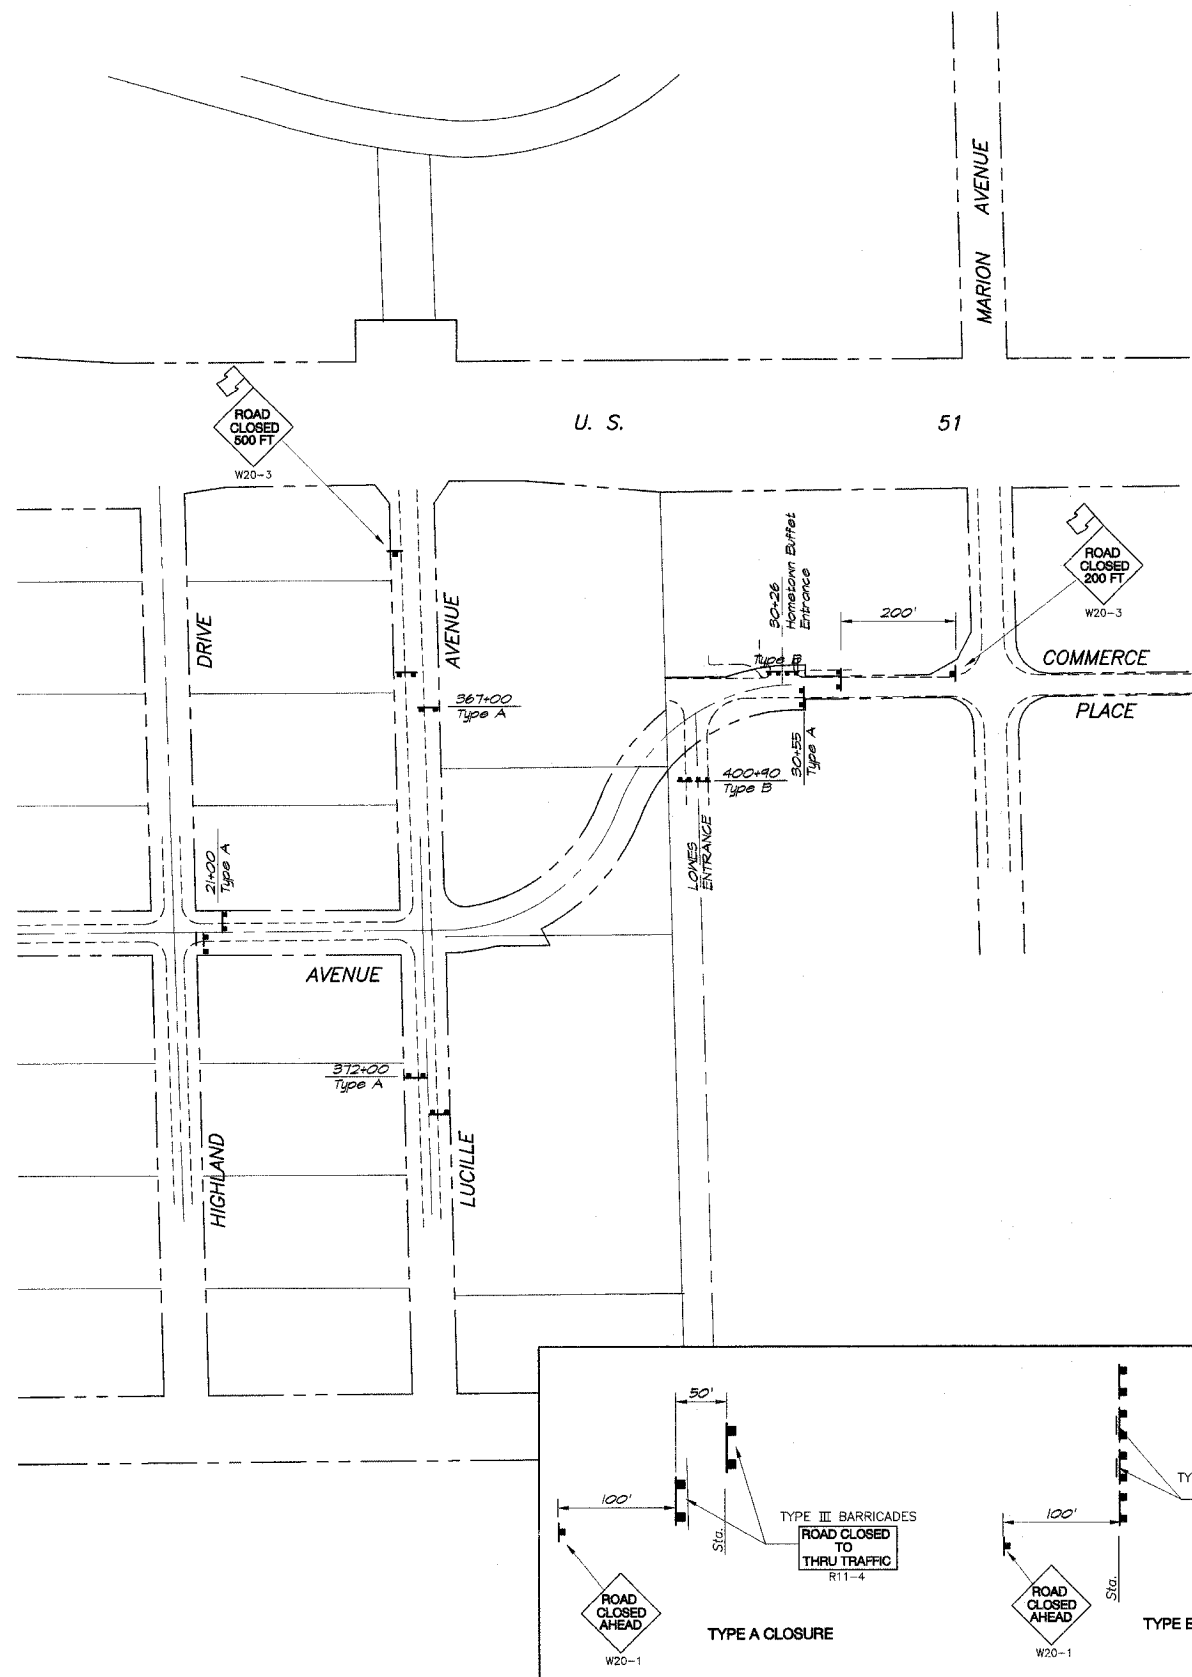 MARION AVENUE
ROAD
CLOSED
500 FT
W20-3
U. S. 51
DRIVE
AVENUE
30+26
Hometown Buffet
Entrance
Type B
200'
ROAD
CLOSED
200 FT
W20-3
COMMERCE
PLACE
367+00
Type A
400+90
Type B
30+55
Type A
LOWES
ENTRANCE
21+00
Type A
AVENUE
372+00
Type A
HIGHLAND
LUCILLE
50'
100'
Sta.
TYPE III BARRICADES
ROAD CLOSED
TO
THRU TRAFFIC
R11-4
ROAD
CLOSED
AHEAD
W20-1
TYPE A CLOSURE
TY
100'
Sta.
ROAD
CLOSED
AHEAD
W20-1
TYPE B